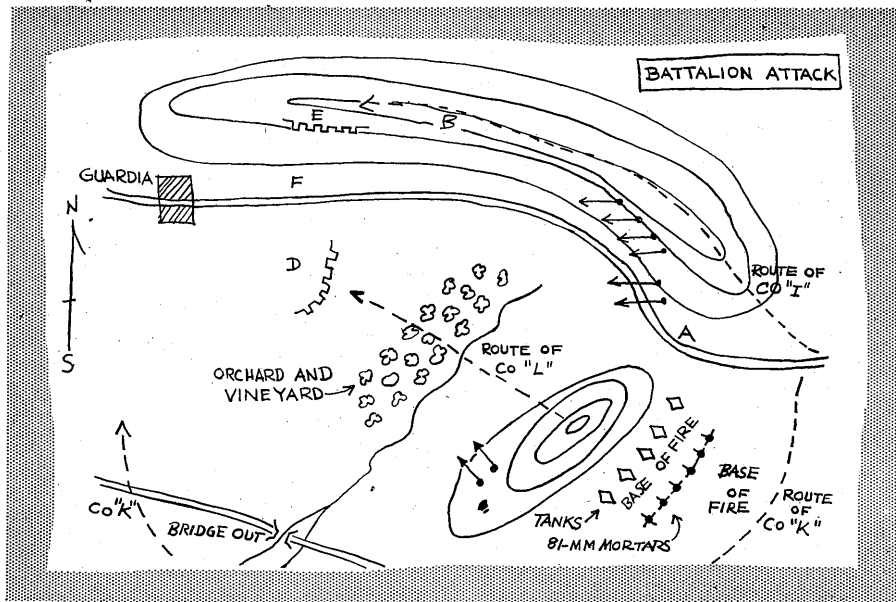 BATTALION ATTACK
E
B
GUARDIA
F
N
D
ROUTE OF
CO "I"
A
S
ROUTE OF
CO "L"
ORCHARD AND
VINEYARD
BASE OF FIRE
BASE
OF
FIRE
ROUTE
OF
CO "K"
CO "K"
BRIDGE OUT
TANKS
81-MM MORTARS